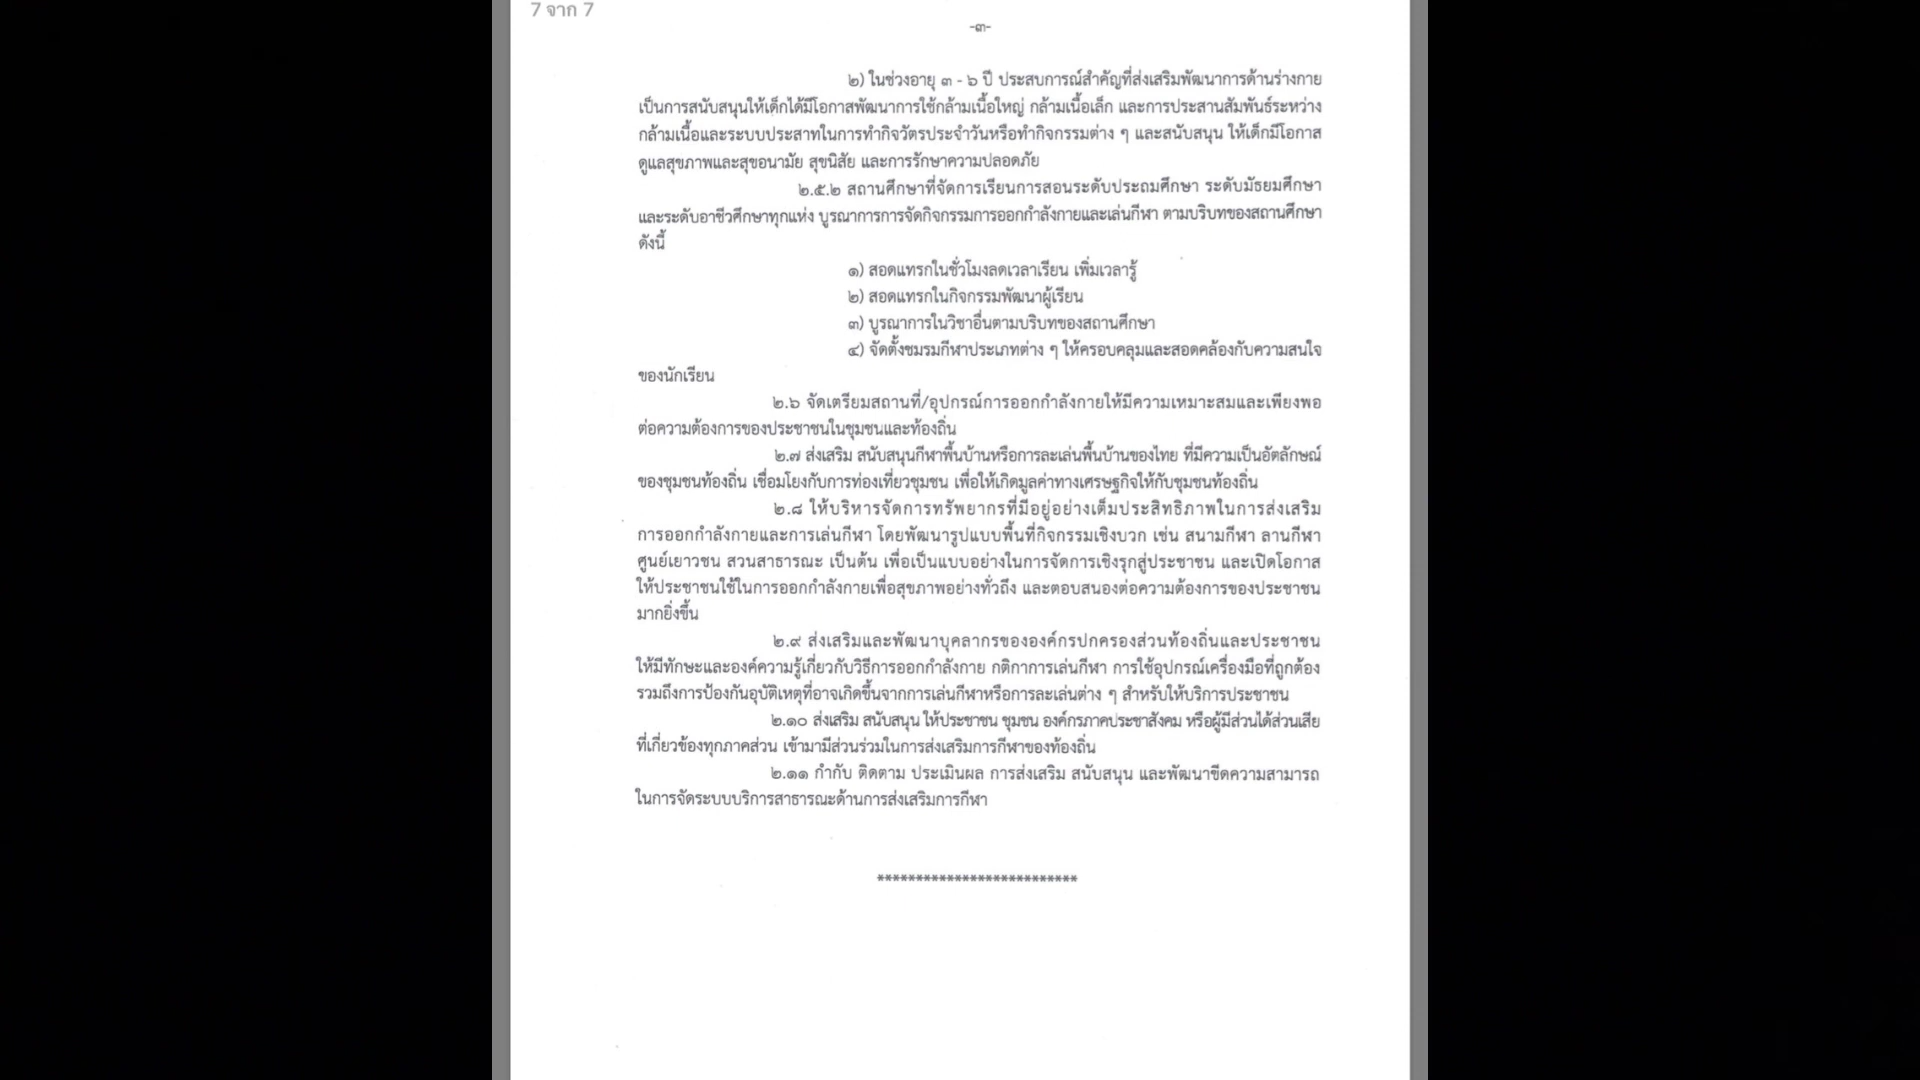 7 จาก 7
-๓-
๒) ในช่วงอายุ ๓ - ๖ ปี ประสบการณ์สำคัญที่ส่งเสริมพัฒนาการด้านร่างกาย
เป็นการสนับสนุนให้เด็กได้มีโอกาสพัฒนาการใช้กล้ามเนื้อใหญ่ กล้ามเนื้อเล็ก และการประสานสัมพันธ์ระหว่าง
กล้ามเนื้อและระบบประสาทในการทำกิจวัตรประจำวันหรือทำกิจกรรมต่าง ๆ และสนับสนุน ให้เด็กมีโอกาส
ดูแลสุขภาพและสุขอนามัย สุขนิสัย และการรักษาความปลอดภัย
๒.๕.๒ สถานศึกษาที่จัดการเรียนการสอนระดับประถมศึกษา ระดับมัธยมศึกษา
และระดับอาชีวศึกษาทุกแห่ง บูรณาการการจัดกิจกรรมการออกกำลังกายและเล่นกีฬา ตามบริบทของสถานศึกษา
ดังนี้
๑) สอดแทรกในชั่วโมงลดเวลาเรียน เพิ่มเวลารู้
๒) สอดแทรกในกิจกรรมพัฒนาผู้เรียน
๓) บูรณาการในวิชาอื่นตามบริบทของสถานศึกษา
๔) จัดตั้งชมรมกีฬาประเภทต่าง ๆ ให้ครอบคลุมและสอดคล้องกับความสนใจ
ของนักเรียน
๒.๖ จัดเตรียมสถานที่/อุปกรณ์การออกกำลังกายให้มีความเหมาะสมและเพียงพอ
ต่อความต้องการของประชาชนในชุมชนและท้องถิ่น
๒.๗ ส่งเสริม สนับสนุนกีฬาพื้นบ้านหรือการละเล่นพื้นบ้านของไทย ที่มีความเป็นอัตลักษณ์
ของชุมชนท้องถิ่น เชื่อมโยงกับการท่องเที่ยวชุมชน เพื่อให้เกิดมูลค่าทางเศรษฐกิจให้กับชุมชนท้องถิ่น
๒.๘ ให้บริหารจัดการทรัพยากรที่มีอยู่อย่างเต็มประสิทธิภาพในการส่งเสริม
การออกกำลังกายและการเล่นกีฬา โดยพัฒนารูปแบบพื้นที่กิจกรรมเชิงบวก เช่น สนามกีฬา ลานกีฬา
ศูนย์เยาวชน สวนสาธารณะ เป็นต้น เพื่อเป็นแบบอย่างในการจัดการเชิงรุกสู่ประชาชน และเปิดโอกาส
ให้ประชาชนใช้ในการออกกำลังกายเพื่อสุขภาพอย่างทั่วถึง และตอบสนองต่อความต้องการของประชาชน
มากยิ่งขึ้น
๒.๙ ส่งเสริมและพัฒนาบุคลากรขององค์กรปกครองส่วนท้องถิ่นและประชาชน
ให้มีทักษะและองค์ความรู้เกี่ยวกับวิธีการออกกำลังกาย กติกาการเล่นกีฬา การใช้อุปกรณ์เครื่องมือที่ถูกต้อง
รวมถึงการป้องกันอุบัติเหตุที่อาจเกิดขึ้นจากการเล่นกีฬาหรือการละเล่นต่าง ๆ สำหรับให้บริการประชาชน
๒.๑๐ ส่งเสริม สนับสนุน ให้ประชาชน ชุมชน องค์กรภาคประชาสังคม หรือผู้มีส่วนได้ส่วนเสีย
ที่เกี่ยวข้องทุกภาคส่วน เข้ามามีส่วนร่วมในการส่งเสริมการกีฬาของท้องถิ่น
๒.๑๑ กำกับ ติดตาม ประเมินผล การส่งเสริม สนับสนุน และพัฒนาขีดความสามารถ
ในการจัดระบบบริการสาธารณะด้านการส่งเสริมการกีฬา
**************************